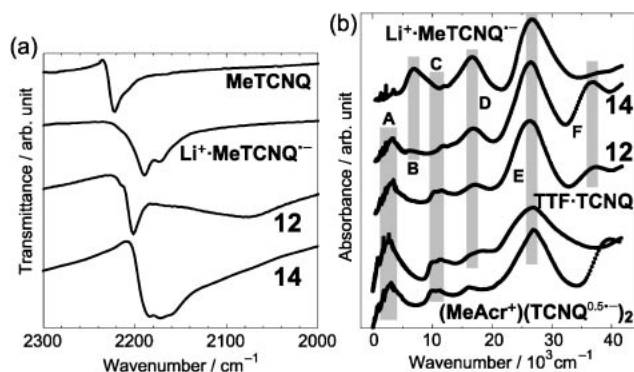 (a)
MeTCNQ
Li⁺·MeTCNQ•−
12
14
Transmittance / arb. unit
2300 2200 2100 2000
Wavenumber / cm⁻¹
(b)
Li⁺·MeTCNQ•−
C
A
D
14
B
F
12
E
TTF·TCNQ
(MeAcr⁺)(TCNQ⁰·⁵•−)₂
Absorbance / arb. unit
0 10 20 30 40
Wavenumber / 10³ cm⁻¹